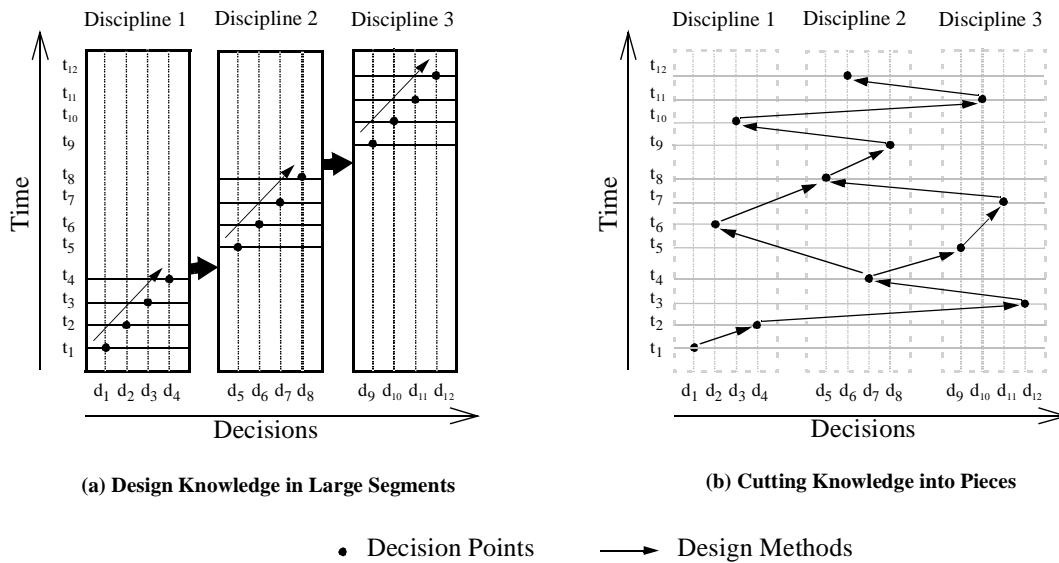 Discipline 1 Discipline 2 Discipline 3
Time
t12
t11
t10
t9
t8
t7
t6
t5
t4
t3
t2
t1
d1 d2 d3 d4 d5 d6 d7 d8 d9 d10 d11 d12
Decisions
(a) Design Knowledge in Large Segments
Discipline 1 Discipline 2 Discipline 3
Time
t12
t11
t10
t9
t8
t7
t6
t5
t4
t3
t2
t1
d1 d2 d3 d4 d5 d6 d7 d8 d9 d10 d11 d12
Decisions
(b) Cutting Knowledge into Pieces
Decision Points Design Methods